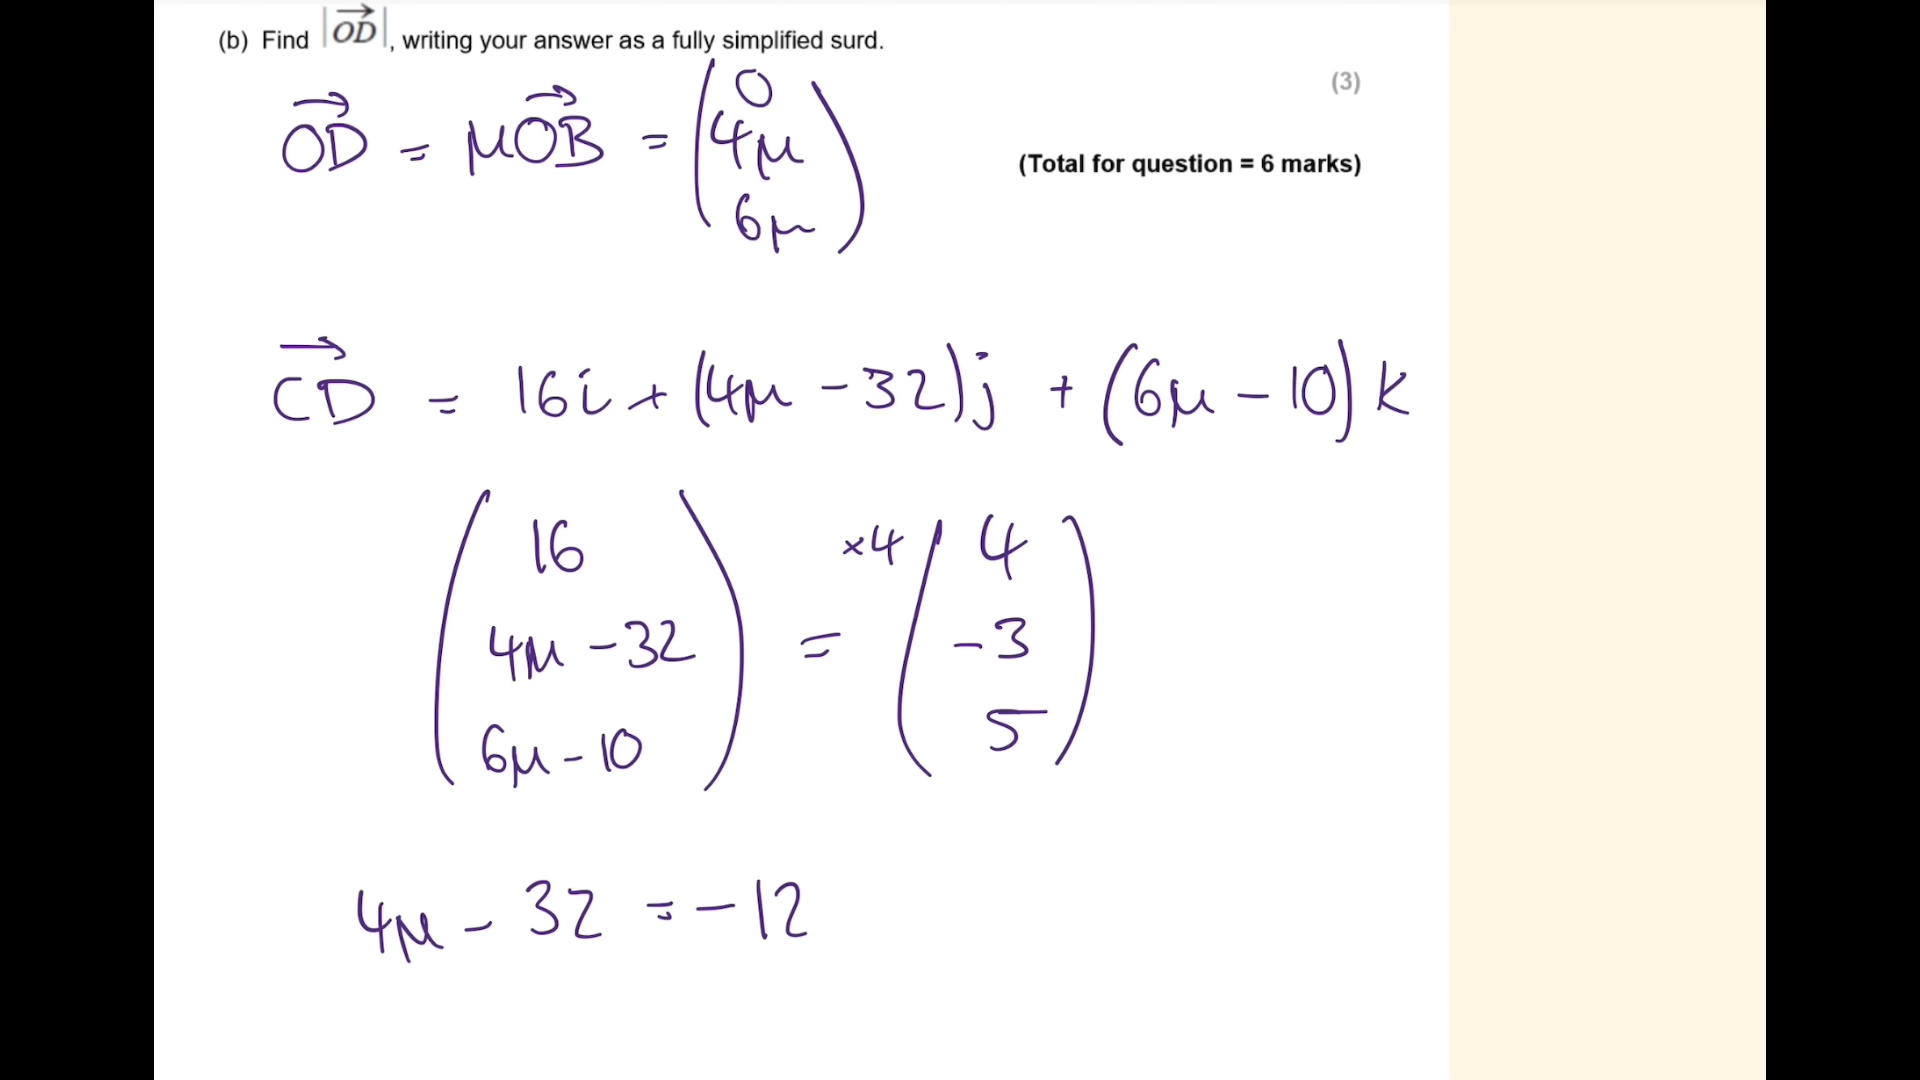 (b) Find |OD|, writing your answer as a fully simplified surd.
(3)
OD = μOB = (0 4μ 6μ)
(Total for question = 6 marks)
CD = 16i + (4μ - 32)j + (6μ - 10)k
(16 4μ - 32 6μ - 10) = ×4 (4 -3 5)
4μ - 32 = -12